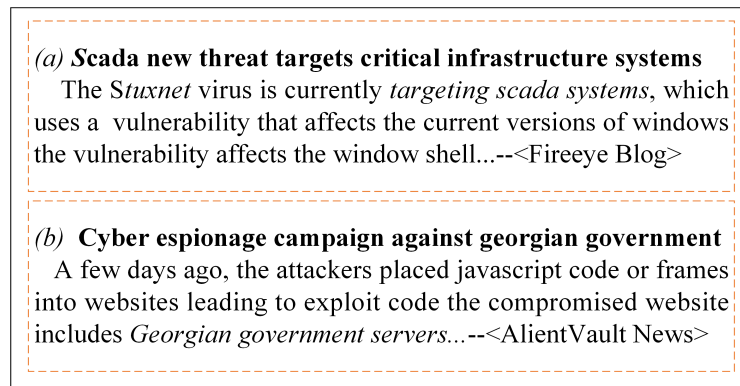 (a) Scada new threat targets critical infrastructure systems
The Stuxnet virus is currently targeting scada systems, which
uses a vulnerability that affects the current versions of windows
the vulnerability affects the window shell...--<Fireeye Blog>
(b) Cyber espionage campaign against georgian government
A few days ago, the attackers placed javascript code or frames
into websites leading to exploit code the compromised website
includes Georgian government servers...--<AlientVault News>